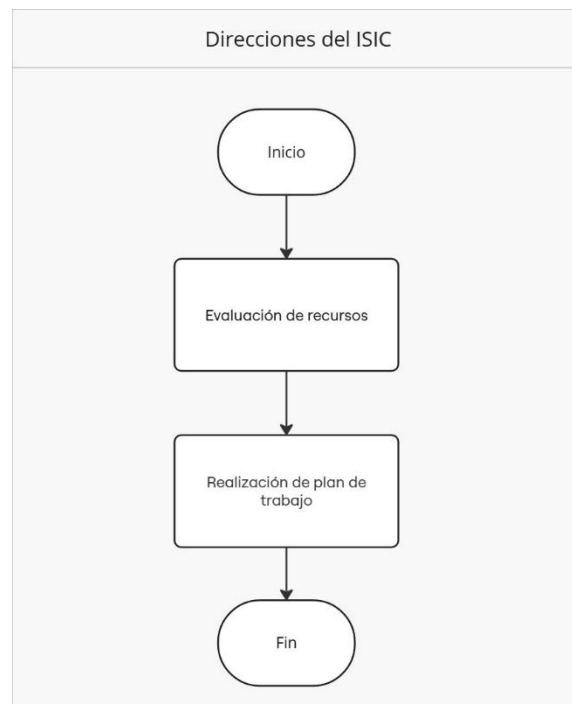 Direcciones del ISIC
Inicio
Evaluación de recursos
Realización de plan de
trabajo
Fin